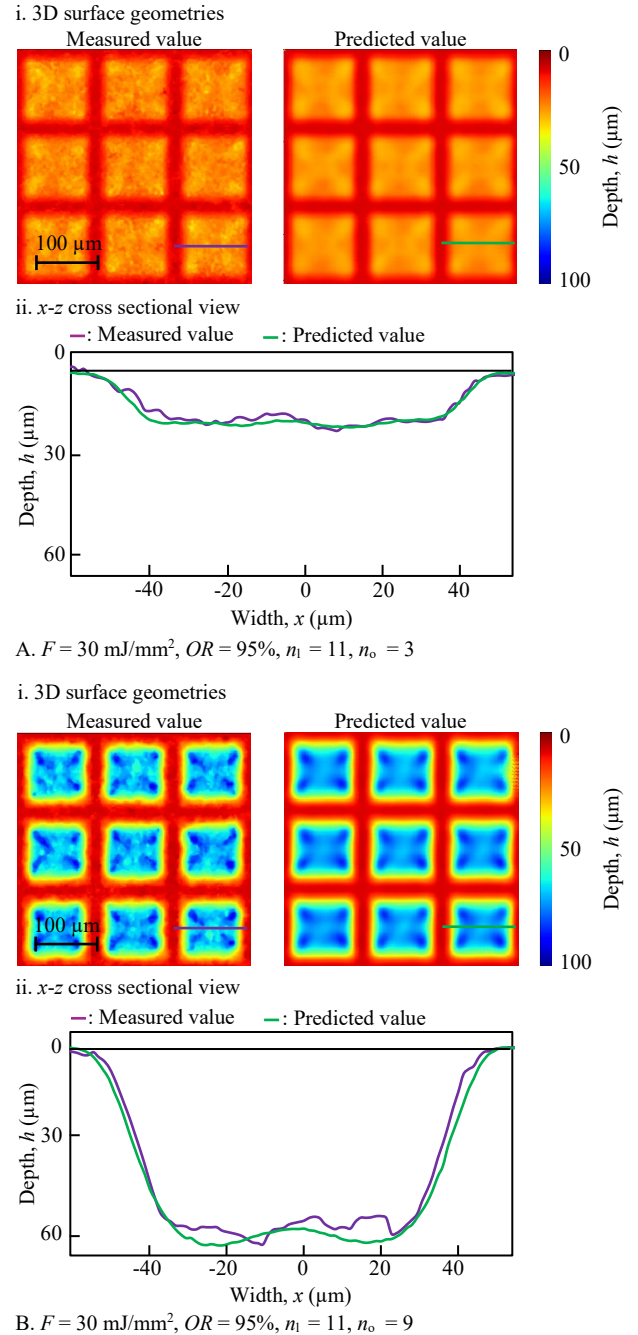 i. 3D surface geometries
Measured value
Predicted value
0
50
100
Depth, h (µm)
100 µm
ii. x-z cross sectional view
: Measured value
: Predicted value
0
30
60
Depth, h (µm)
-40
-20
0
20
40
Width, x (µm)
A. F = 30 mJ/mm², OR = 95%, nₗ = 11, nₒ = 3
i. 3D surface geometries
Measured value
Predicted value
0
50
100
Depth, h (µm)
100 µm
ii. x-z cross sectional view
: Measured value
: Predicted value
0
30
60
Depth, h (µm)
-40
-20
0
20
40
Width, x (µm)
B. F = 30 mJ/mm², OR = 95%, nₗ = 11, nₒ = 9